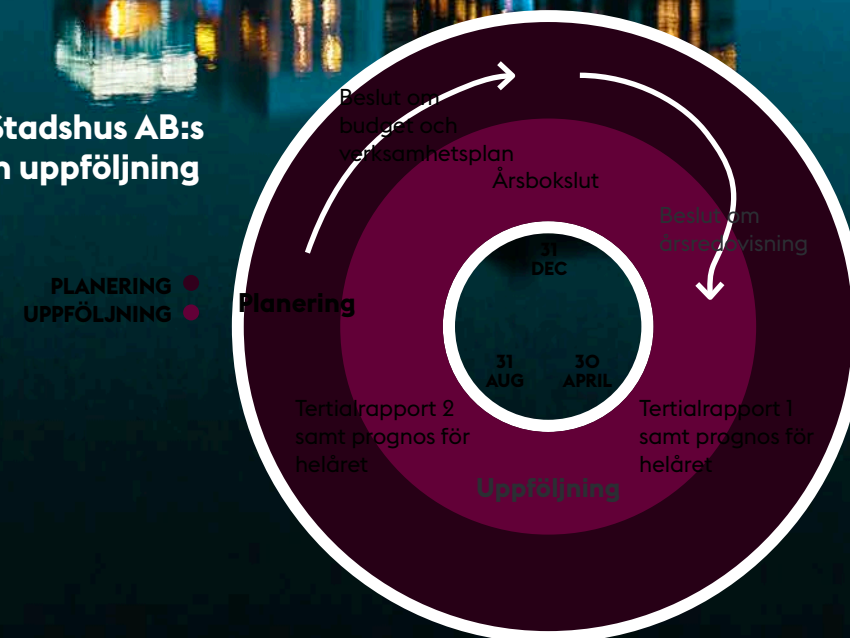 Stadshus AB:s
uppföljning
PLANERING
UPPFÖLJNING
Beslut om
budget och
verksamhetsplan
Årsbokslut
Beslut om
årsredovisning
31
DEC
Planering
31
AUG
30
APRIL
Tertialrapport 2
samt prognos för
helåret
Tertialrapport 1
samt prognos för
helåret
Uppföljning